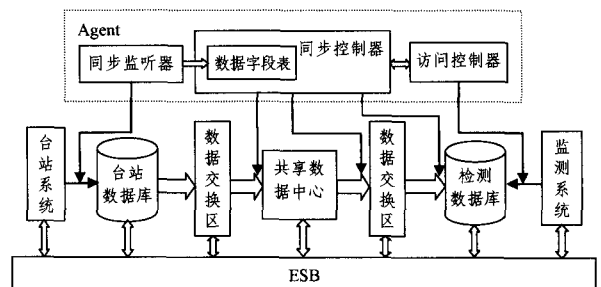 Agent
同步监听器
数据字段表
同步控制器
访问控制器
台站系统
台站
数据库
数据交换区
共享数
据中心
数据交换区
检测
数据库
监测系统
ESB